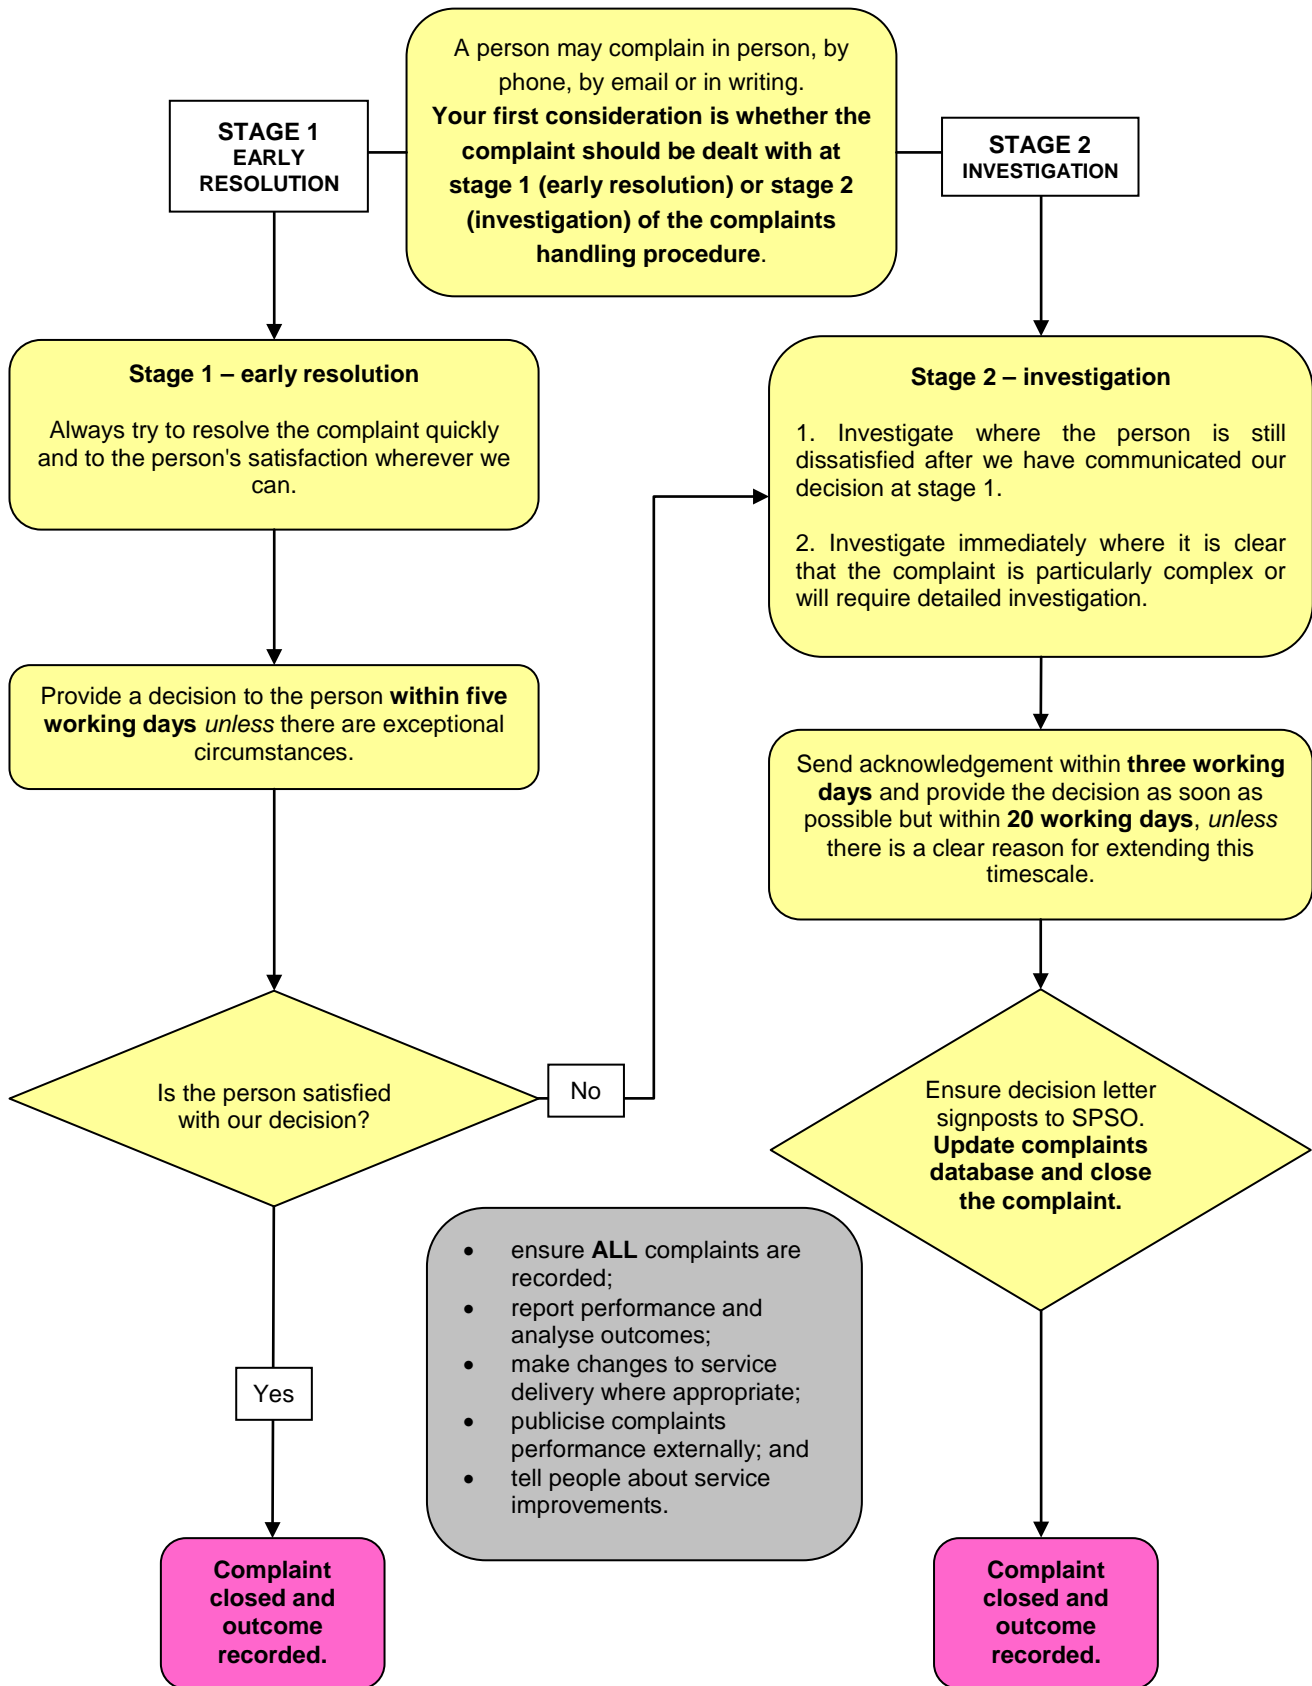 A person may complain in person, by
phone, by email or in writing.
Your first consideration is whether the
complaint should be dealt with at
stage 1 (early resolution) or stage 2
(investigation) of the complaints
handling procedure.
STAGE 1
EARLY
RESOLUTION
STAGE 2
INVESTIGATION
Stage 1 – early resolution
Always try to resolve the complaint quickly
and to the person's satisfaction wherever we
can.
Provide a decision to the person within five
working days unless there are exceptional
circumstances.
Is the person satisfied
with our decision?
No
Yes
Complaint
closed and
outcome
recorded.
Stage 2 – investigation
1. Investigate where the person is still
dissatisfied after we have communicated our
decision at stage 1.
2. Investigate immediately where it is clear
that the complaint is particularly complex or
will require detailed investigation.
Send acknowledgement within three working
days and provide the decision as soon as
possible but within 20 working days, unless
there is a clear reason for extending this
timescale.
Ensure decision letter
signposts to SPSO.
Update complaints
database and close
the complaint.
• ensure ALL complaints are
recorded;
• report performance and
analyse outcomes;
• make changes to service
delivery where appropriate;
• publicise complaints
performance externally; and
• tell people about service
improvements.
Complaint
closed and
outcome
recorded.